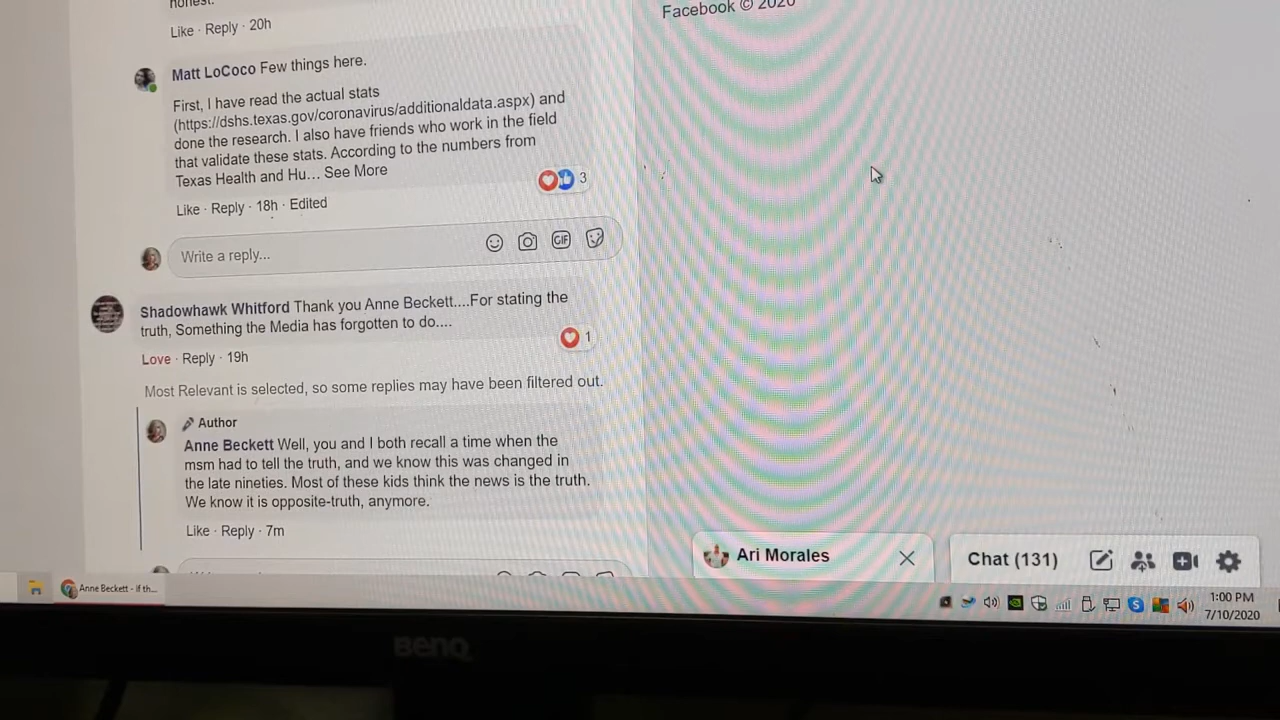 honest.
Like · Reply · 20h
Facebook © 2020
Matt LoCoco Few things here.
First, I have read the actual stats
(https://dshs.texas.gov/coronavirus/additionaldata.aspx) and
done the research. I also have friends who work in the field
that validate these stats. According to the numbers from
Texas Health and Hu... See More
3
Like · Reply · 18h · Edited
Write a reply...
GIF
Shadowhawk Whitford Thank you Anne Beckett....For stating the
truth, Something the Media has forgotten to do....
1
Love · Reply · 19h
Most Relevant is selected, so some replies may have been filtered out.
Author
Anne Beckett Well, you and I both recall a time when the
msm had to tell the truth, and we know this was changed in
the late nineties. Most of these kids think the news is the truth.
We know it is opposite-truth, anymore.
Like · Reply · 7m
Ari Morales
Chat (131)
Anne Beckett - if th...
1:00 PM
7/10/2020
BenQ